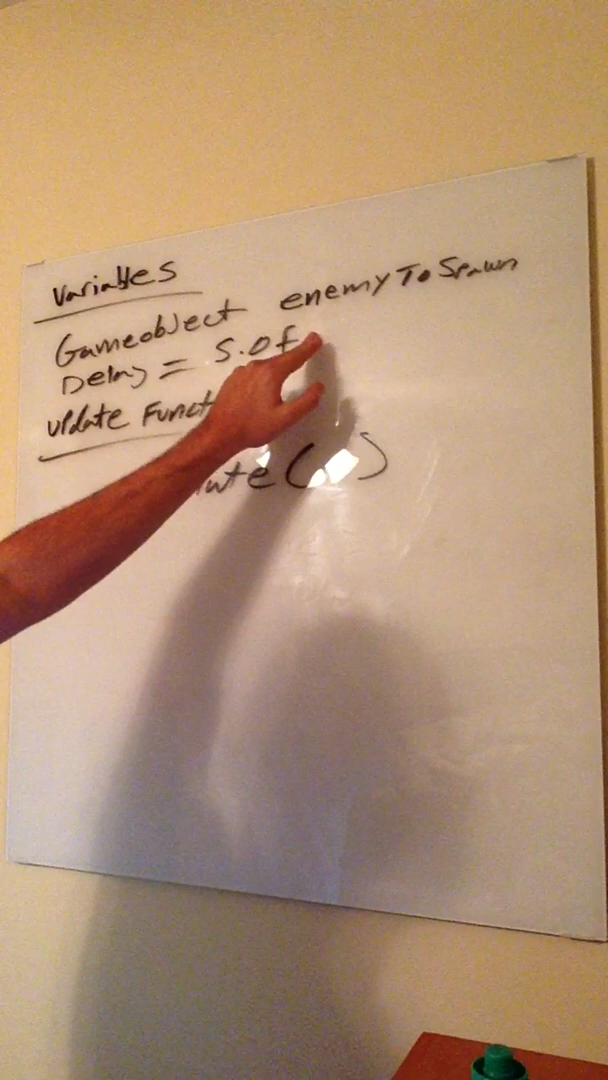 Variables
Gameobject enemyToSpawn
Delay = 5.0f
update Funct
ate( )